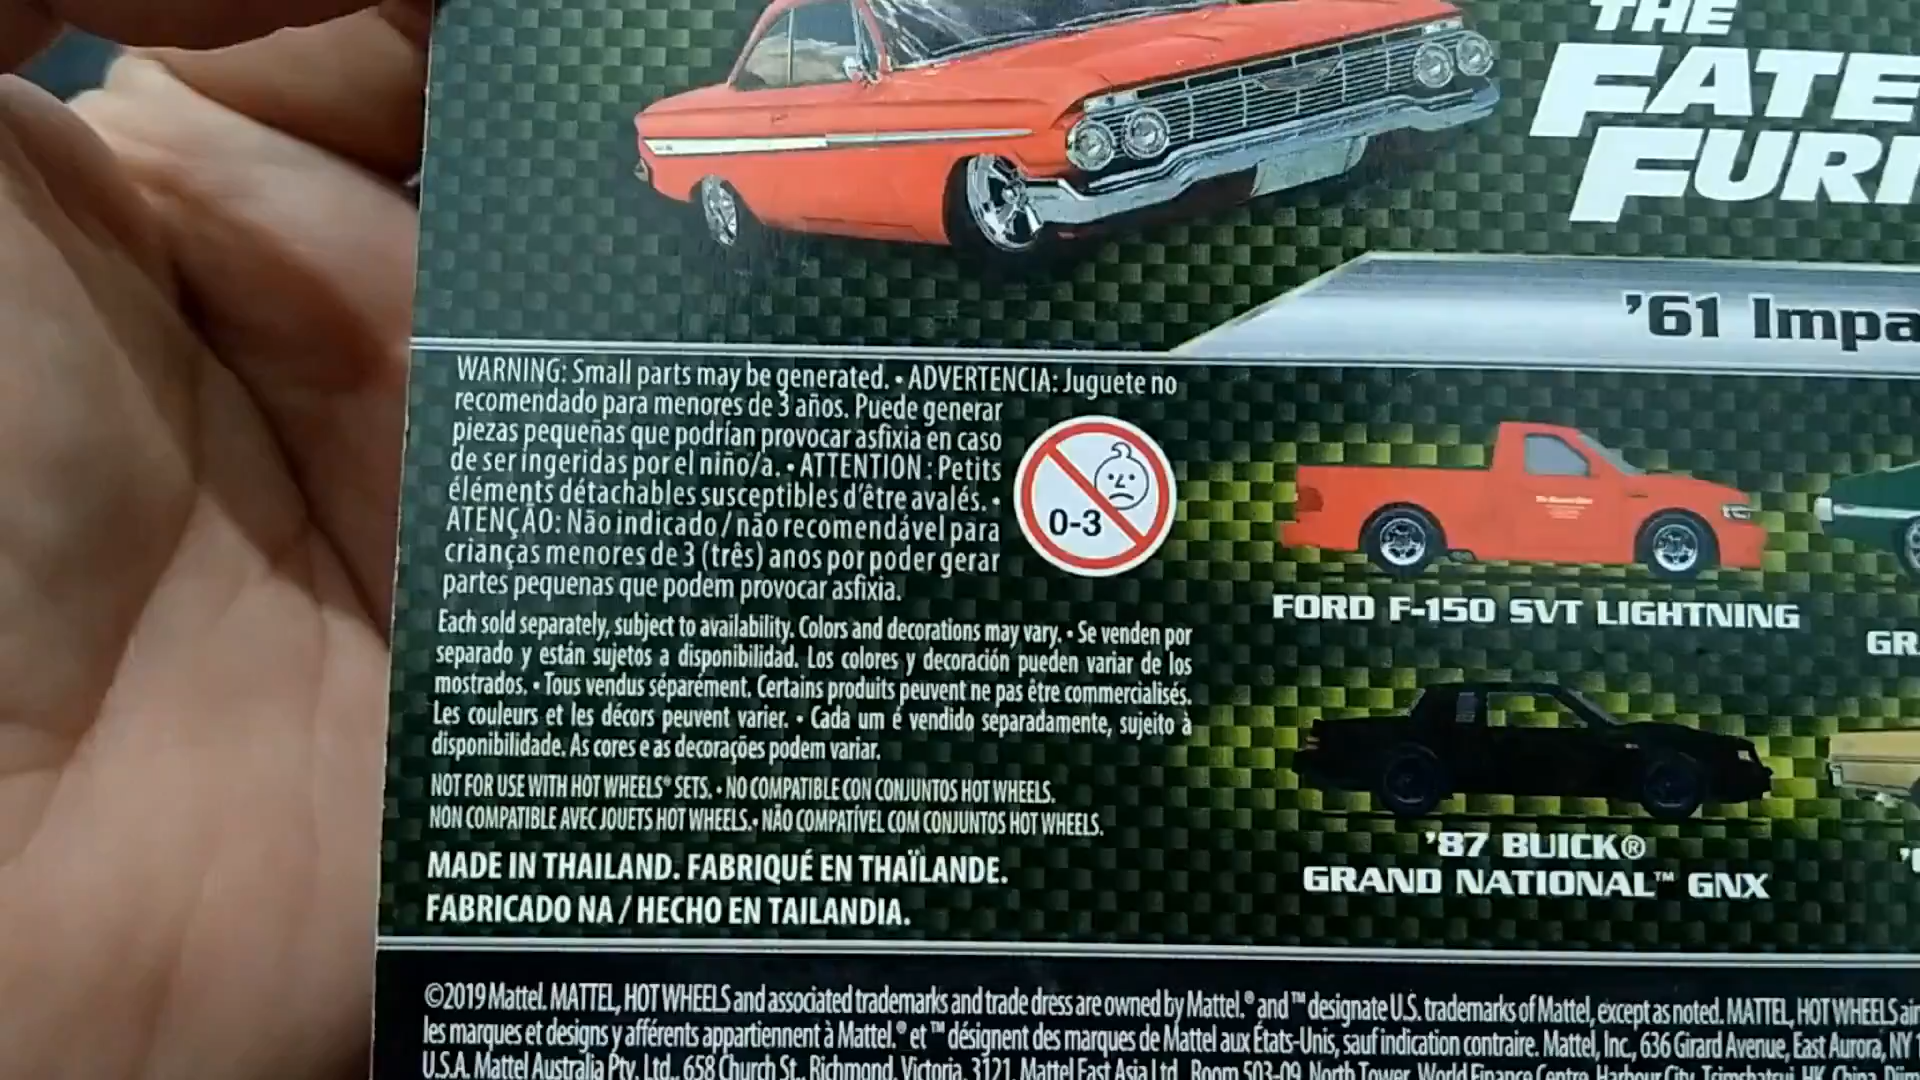 THE
FATE
FURI
'61 Impa
WARNING: Small parts may be generated. • ADVERTENCIA: Juguete no
recomendado para menores de 3 años. Puede generar
piezas pequeñas que podrían provocar asfixia en caso
de ser ingeridas por el niño/a. • ATTENTION : Petits
éléments détachables susceptibles d'être avalés. •
ATENÇÃO: Não indicado / não recomendável para
crianças menores de 3 (três) anos por poder gerar
partes pequenas que podem provocar asfixia.
0-3
Each sold separately, subject to availability. Colors and decorations may vary. • Se venden por
separado y están sujetos a disponibilidad. Los colores y decoración pueden variar de los
mostrados. • Tous vendus séparément. Certains produits peuvent ne pas être commercialisés.
Les couleurs et les décors peuvent varier. • Cada um é vendido separadamente, sujeito à
disponibilidade. As cores e as decorações podem variar.
NOT FOR USE WITH HOT WHEELS® SETS. • NO COMPATIBLE CON CONJUNTOS HOT WHEELS.
NON COMPATIBLE AVEC JOUETS HOT WHEELS. • NÃO COMPATÍVEL COM CONJUNTOS HOT WHEELS.
MADE IN THAILAND. FABRIQUÉ EN THAÏLANDE.
FABRICADO NA / HECHO EN TAILANDIA.
FORD F-150 SVT LIGHTNING
GR
'87 BUICK®
GRAND NATIONAL™ GNX
©2019 Mattel. MATTEL, HOT WHEELS and associated trademarks and trade dress are owned by Mattel. ® and ™ designate U.S. trademarks of Mattel, except as noted. MATTEL, HOT WHEELS ain
les marques et designs y afférents appartiennent à Mattel. ® et ™ désignent des marques de Mattel aux États-Unis, sauf indication contraire. Mattel, Inc., 636 Girard Avenue, East Aurora, NY
U.S.A. Mattel Australia Pty. Ltd., 658 Church St., Richmond, Victoria, 3121. Mattel East Asia Ltd., Room 503-09, North Tower, World Finance Centre, Harbour City, Tsimshatsui, HK, China.